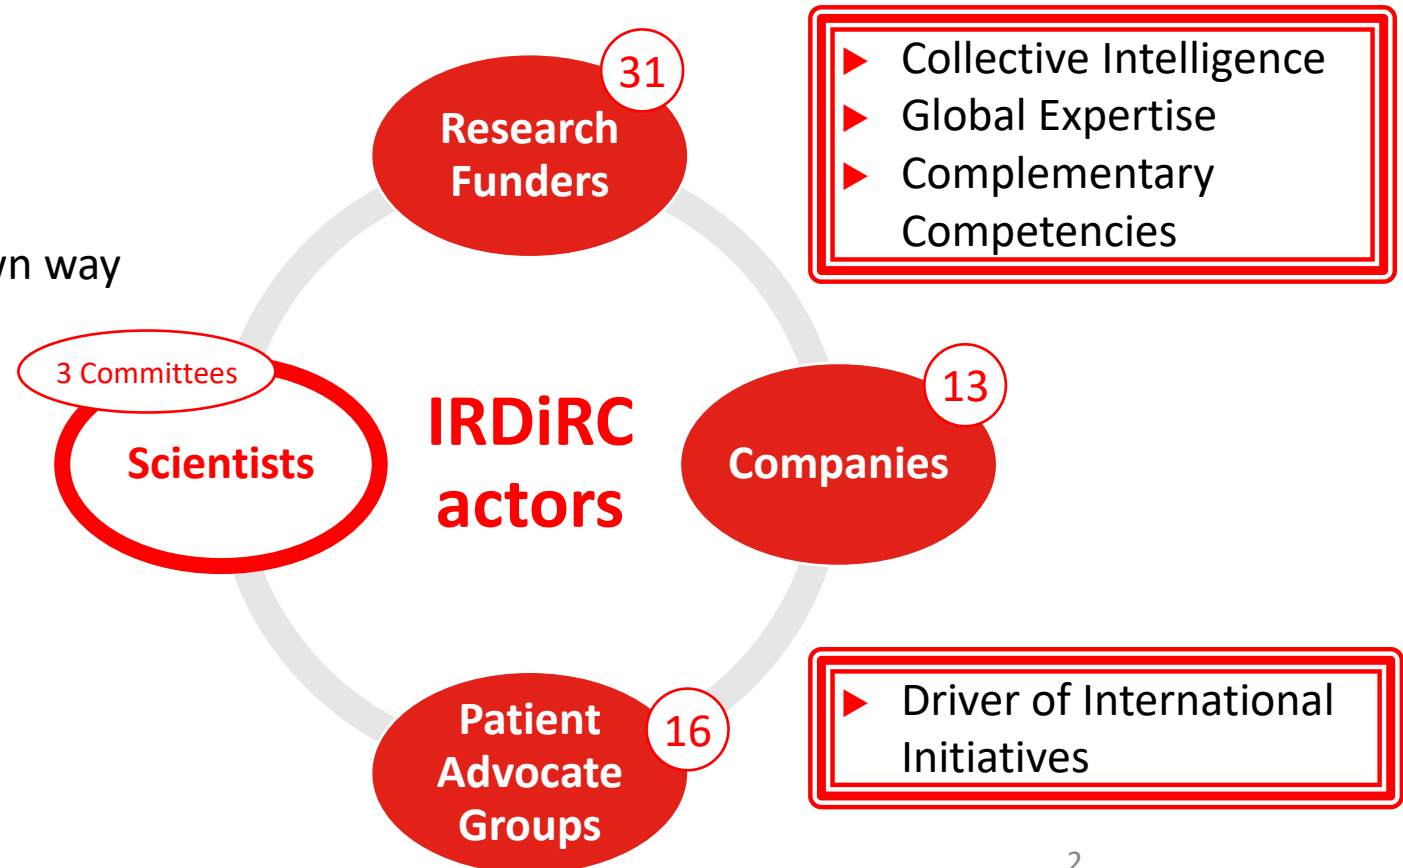 31
Research
Funders
▶ Collective Intelligence
▶ Global Expertise
▶ Complementary
Competencies
way
3 Committees
Scientists
IRDiRC
actors
13
Companies
Patient
Advocate
Groups
16
▶ Driver of International
Initiatives
2